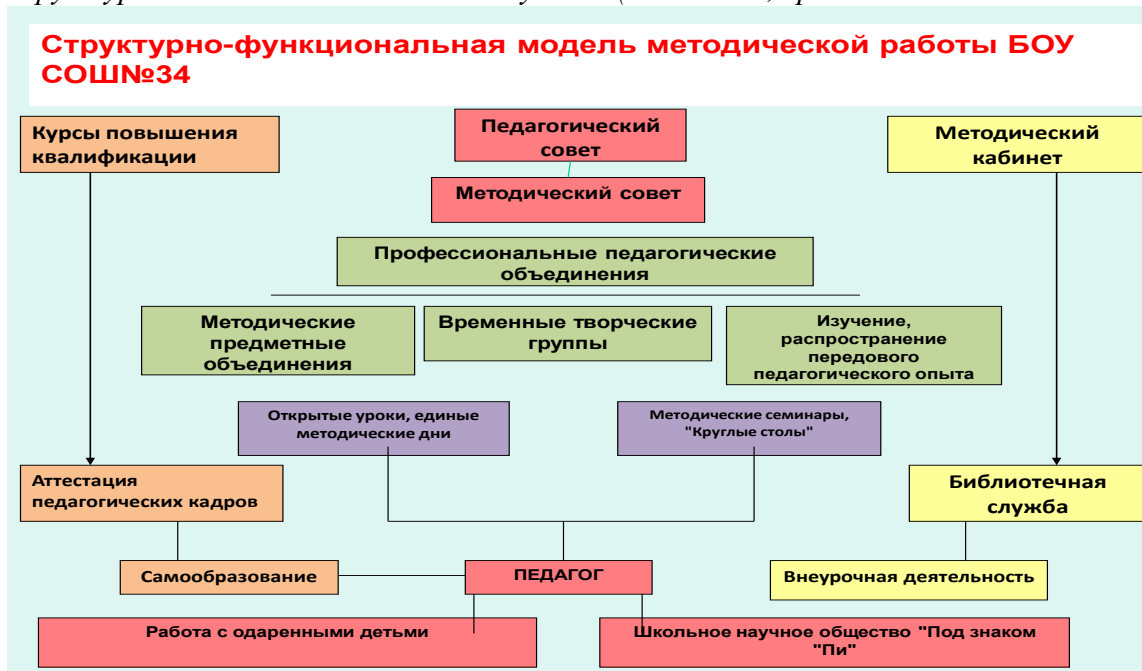 Структурно-функциональная модель методической работы БОУ
СОШ№34
Курсы повышения
квалификации
Педагогический
совет
Методический
кабинет
Методический совет
Профессиональные педагогические
объединения
Методические
предметные
объединения
Временные творческие
группы
Изучение,
распространение
передового
педагогического опыта
Открытые уроки, единые
методические дни
Методические семинары,
"Круглые столы"
Аттестация
педагогических кадров
Библиотечная
служба
Самообразование
ПЕДАГОГ
Внеурочная деятельность
Работа с одаренными детьми
Школьное научное общество "Под знаком
"Пи"